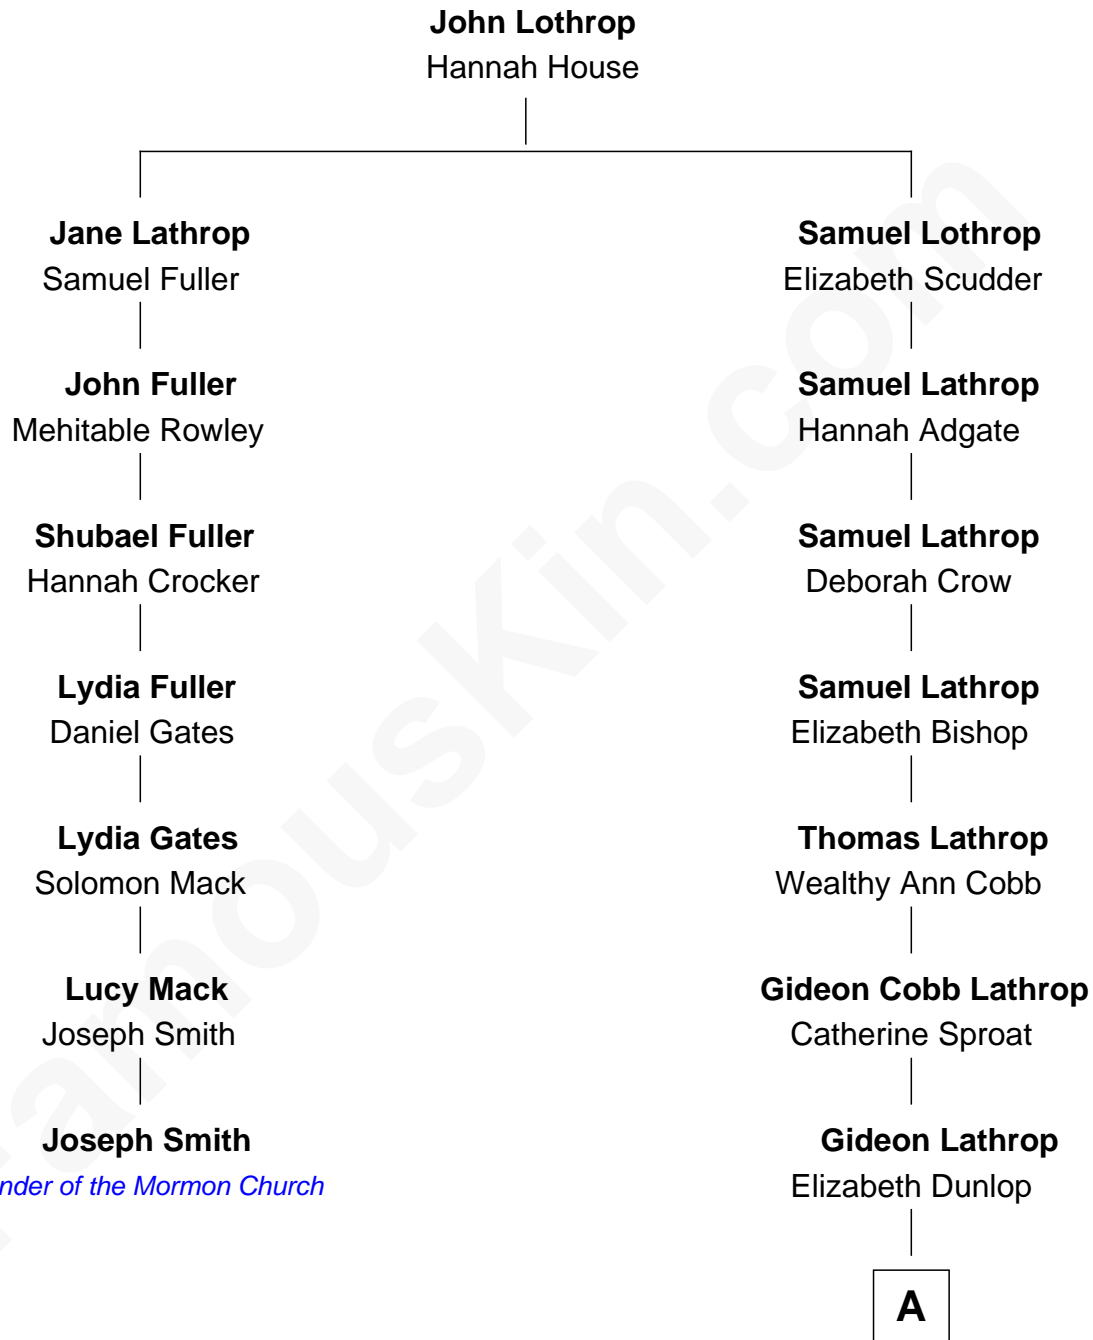 John Lothrop
Hannah House
Jane Lathrop
Samuel Fuller
John Fuller
Mehitable Rowley
Shubael Fuller
Hannah Crocker
Lydia Fuller
Daniel Gates
Lydia Gates
Solomon Mack
Lucy Mack
Joseph Smith
Joseph Smith
nder of the Mormon Church
Samuel Lothrop
Elizabeth Scudder
Samuel Lathrop
Hannah Adgate
Samuel Lathrop
Deborah Crow
Samuel Lathrop
Elizabeth Bishop
Thomas Lathrop
Wealthy Ann Cobb
Gideon Cobb Lathrop
Catherine Sproat
Gideon Lathrop
Elizabeth Dunlop
A
FamousKin.com